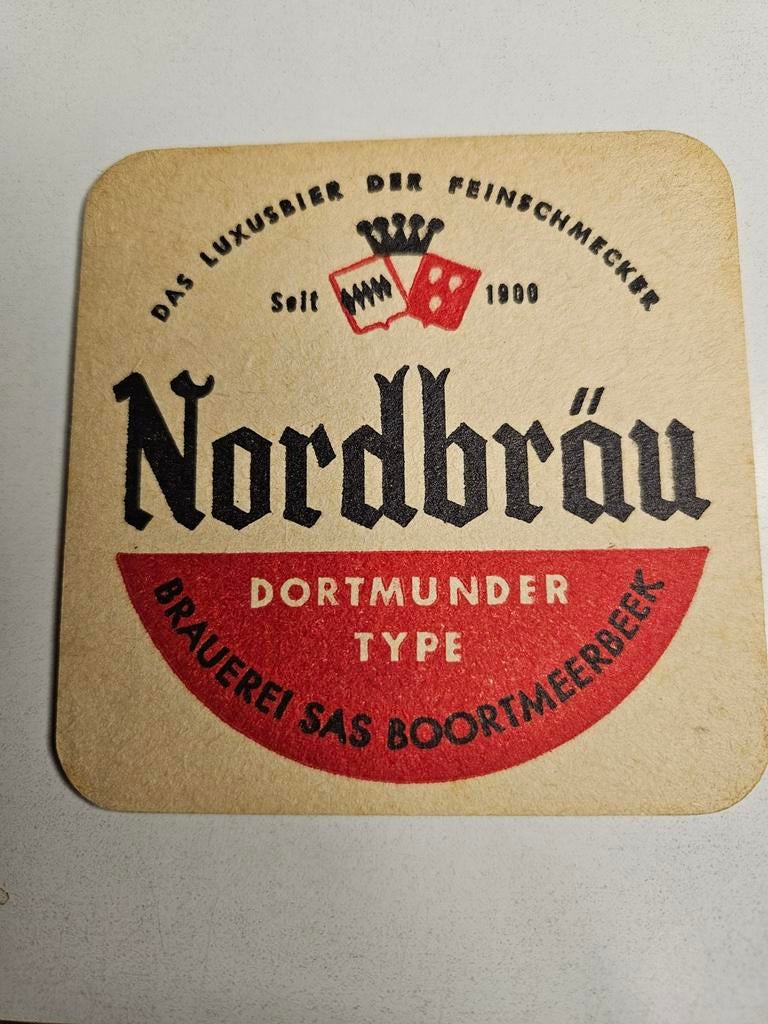 DAS LUXUSBIER DER FEINSCHMECKER
Seit 1900
Nordbräu
DORTMUNDER
TYPE
BRAUEREI SAS BOORTMEERBEEK